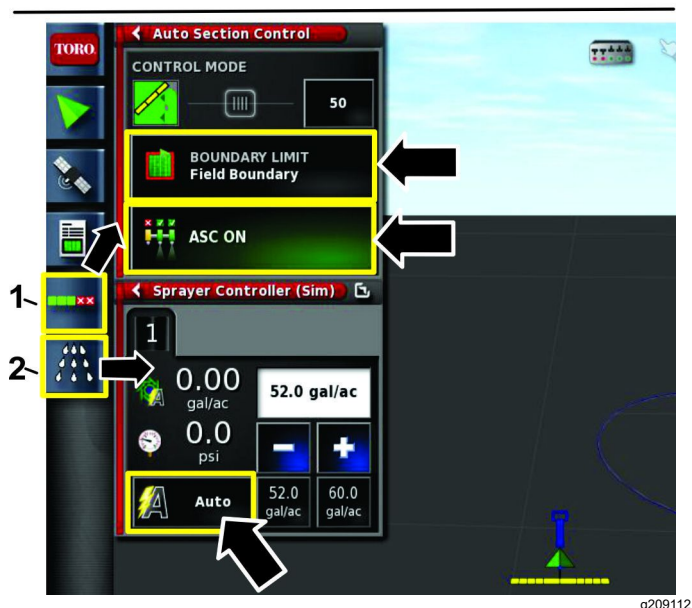 TORO
Auto Section Control
CONTROL MODE
50
BOUNDARY LIMIT
Field Boundary
ASC ON
1
Sprayer Controller (Sim)
2
1
0.00
gal/ac
52.0 gal/ac
0.0
psi
- +
A Auto
52.0
gal/ac
60.0
gal/ac
g209112